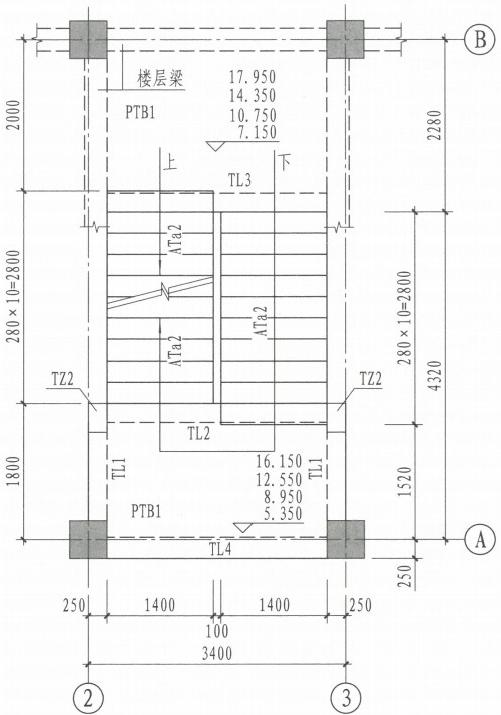 B
楼层梁
17.950
14.350
10.750
7.150
PTB1
2000
2280
上
下
TL3
ATa2
ATa2
ATa2
280×10=2800
280×10=2800
4320
TZ2
TZ2
TL2
TL1
TL1
16.150
12.550
8.950
5.350
PTB1
1800
1520
A
TL4
250
250
1400
1400
250
100
3400
2
3